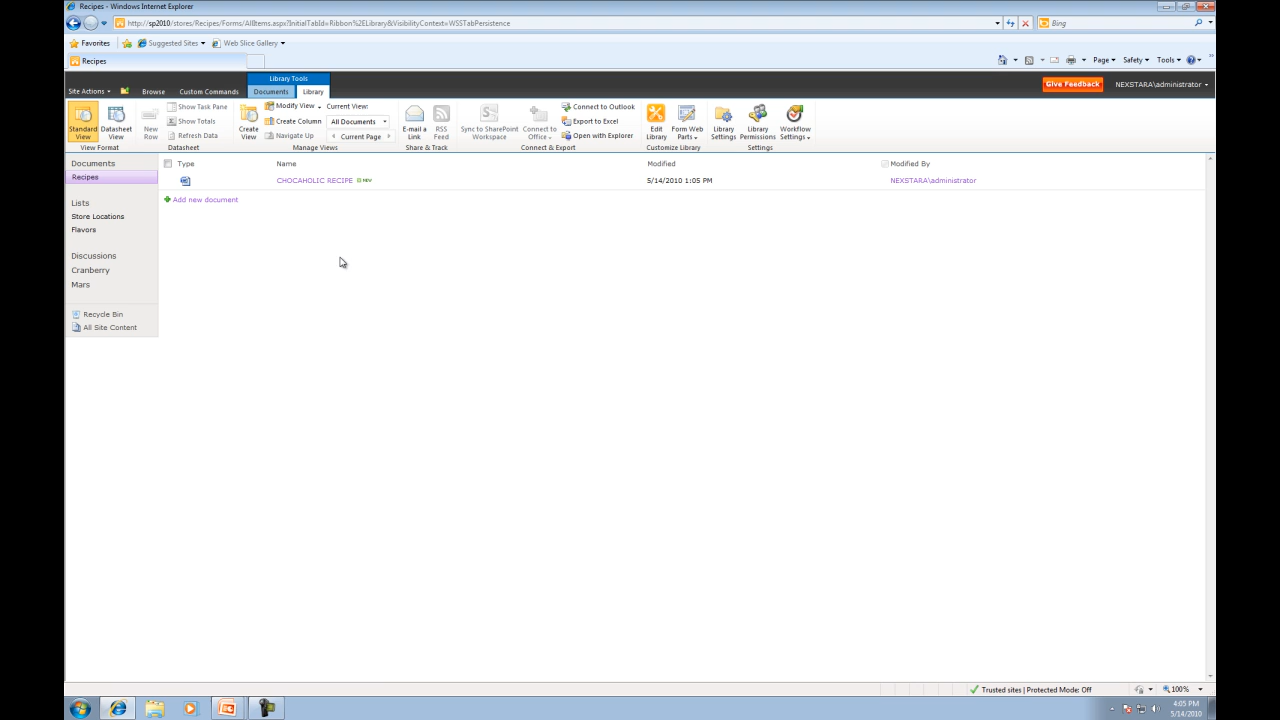 Recipes - Windows Internet Explorer
http://sp2010/stores/Recipes/Forms/AllItems.aspx?InitialTabId=Ribbon%2ELibrary&VisibilityContext=WSSTabPersistence
Bing
Favorites Suggested Sites Web Slice Gallery
Recipes
Page Safety Tools
Library Tools
Site Actions Browse Custom Commands Documents Library
Give Feedback NEXSTARA\administrator
Standard View
Datasheet View
New Row
Show Task Pane
Show Totals
Refresh Data
Create View
Modify View
Create Column
Navigate Up
Current View:
All Documents
Current Page
E-mail a Link
RSS Feed
Sync to SharePoint Workspace
Connect to Office
Connect to Outlook
Export to Excel
Open with Explorer
Edit Library
Form Web Parts
Library Settings
Library Permissions
Workflow Settings
View Format Datasheet Manage Views Share & Track Connect & Export Customize Library Settings
Documents
Recipes
Lists
Store Locations
Flavors
Discussions
Cranberry
Mars
Recycle Bin
All Site Content
Type Name Modified Modified By
CHOCAHOLIC RECIPE NEW 5/14/2010 1:05 PM NEXSTARA\administrator
Add new document
Trusted sites | Protected Mode: Off
100%
4:05 PM
5/14/2010